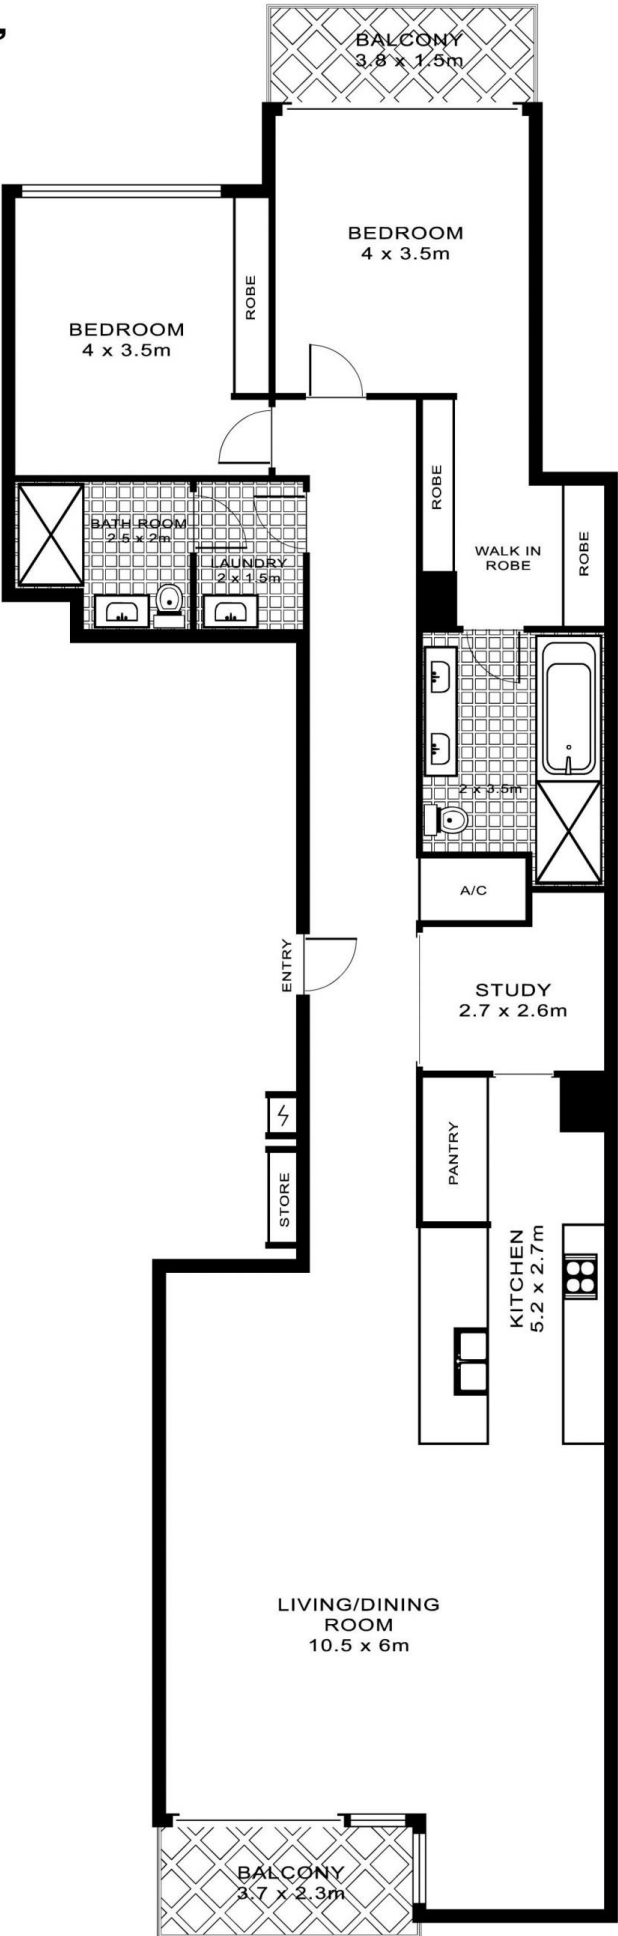 ,
BALCONY
3.8 x 1.5m
BEDROOM
4 x 3.5m
ROBE
BEDROOM
4 x 3.5m
ROBE
BATH ROOM
2.5 x 2m
LAUNDRY
2 x 1.5m
WALK IN
ROBE
ROBE
2 x 3.5m
A/C
ENTRY
STUDY
2.7 x 2.6m
PANTRY
STORE
KITCHEN
5.2 x 2.7m
LIVING/DINING
ROOM
10.5 x 6m
BALCONY
3.7 x 2.3m